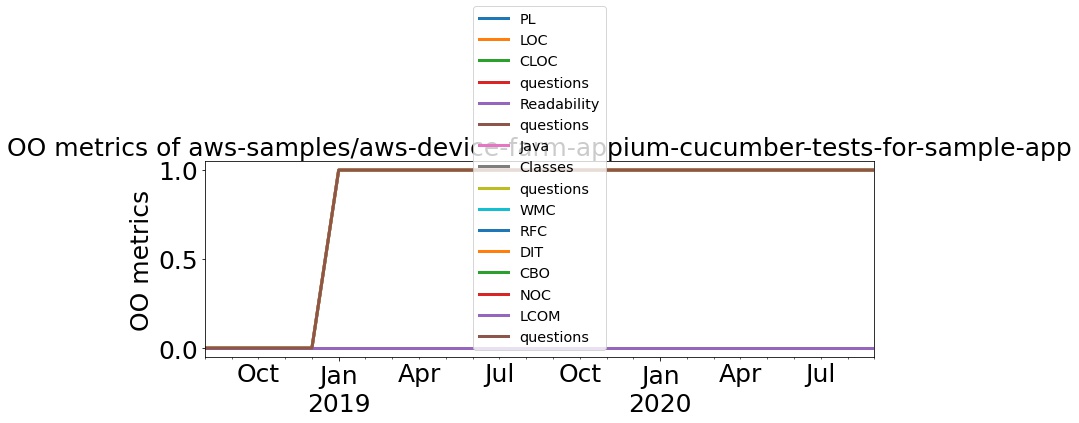 PL
LOC
CLOC
questions
Readability
questions
OO metrics of aws-samples/aws-device-farm-appium-cucumber-tests-for-sample-app
Java
Classes
questions
WMC
RFC
DIT
CBO
NOC
LCOM
questions
OO metrics
1.0
0.5
0.0
Oct Jan Apr Jul Oct Jan Apr Jul
2019 2020